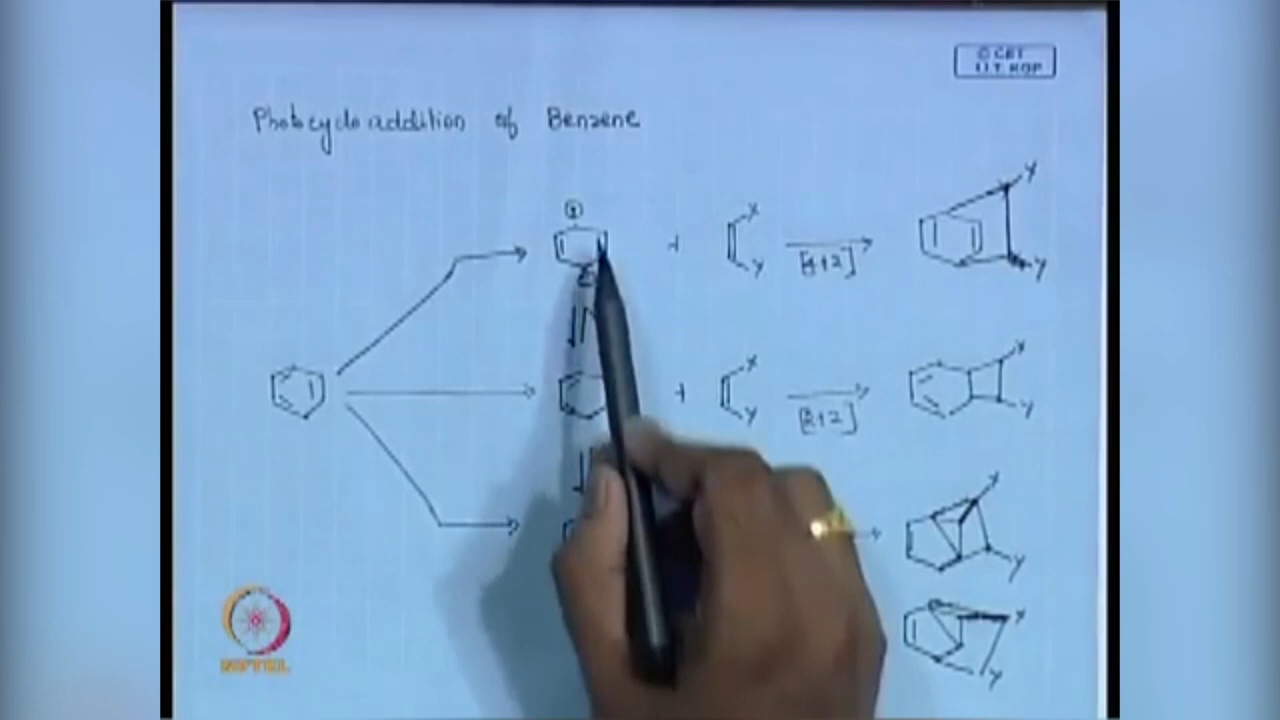 © CET
I.I.T. KGP
Photocycloaddition of Benzene
+ X Y [4+2] Y Y
+ X Y [2+2] X Y
X Y
X Y
NPTEL